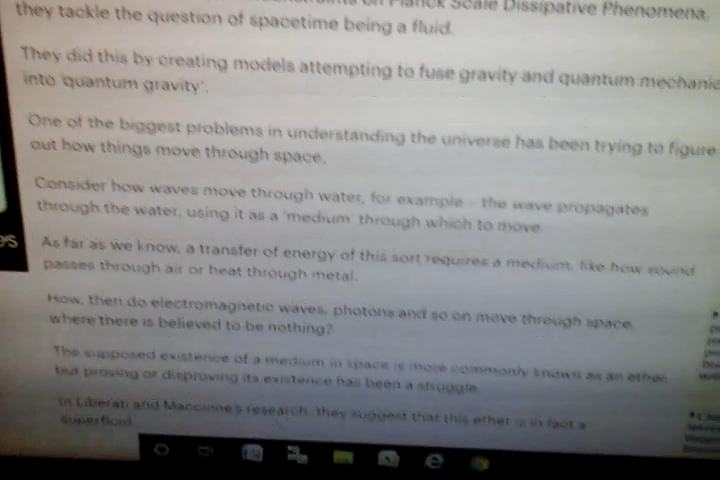 on Planck Scale Dissipative Phenomena,
they tackle the question of spacetime being a fluid.
They did this by creating models attempting to fuse gravity and quantum mechanic
into 'quantum gravity'.
One of the biggest problems in understanding the universe has been trying to figure
out how things move through space.
Consider how waves move through water, for example - the wave propagates
through the water, using it as a 'medium' through which to move.
es
As far as we know, a transfer of energy of this sort requires a medium, like how sound
passes through air or heat through metal.
How, then do electromagnetic waves, photons and so on move through space,
where there is believed to be nothing?
The supposed existence of a medium in space is more commonly known as an ether,
but proving or disproving its existence has been a struggle.
In Liberati and Maccione's research, they suggest that this ether is in fact a
superfluid.